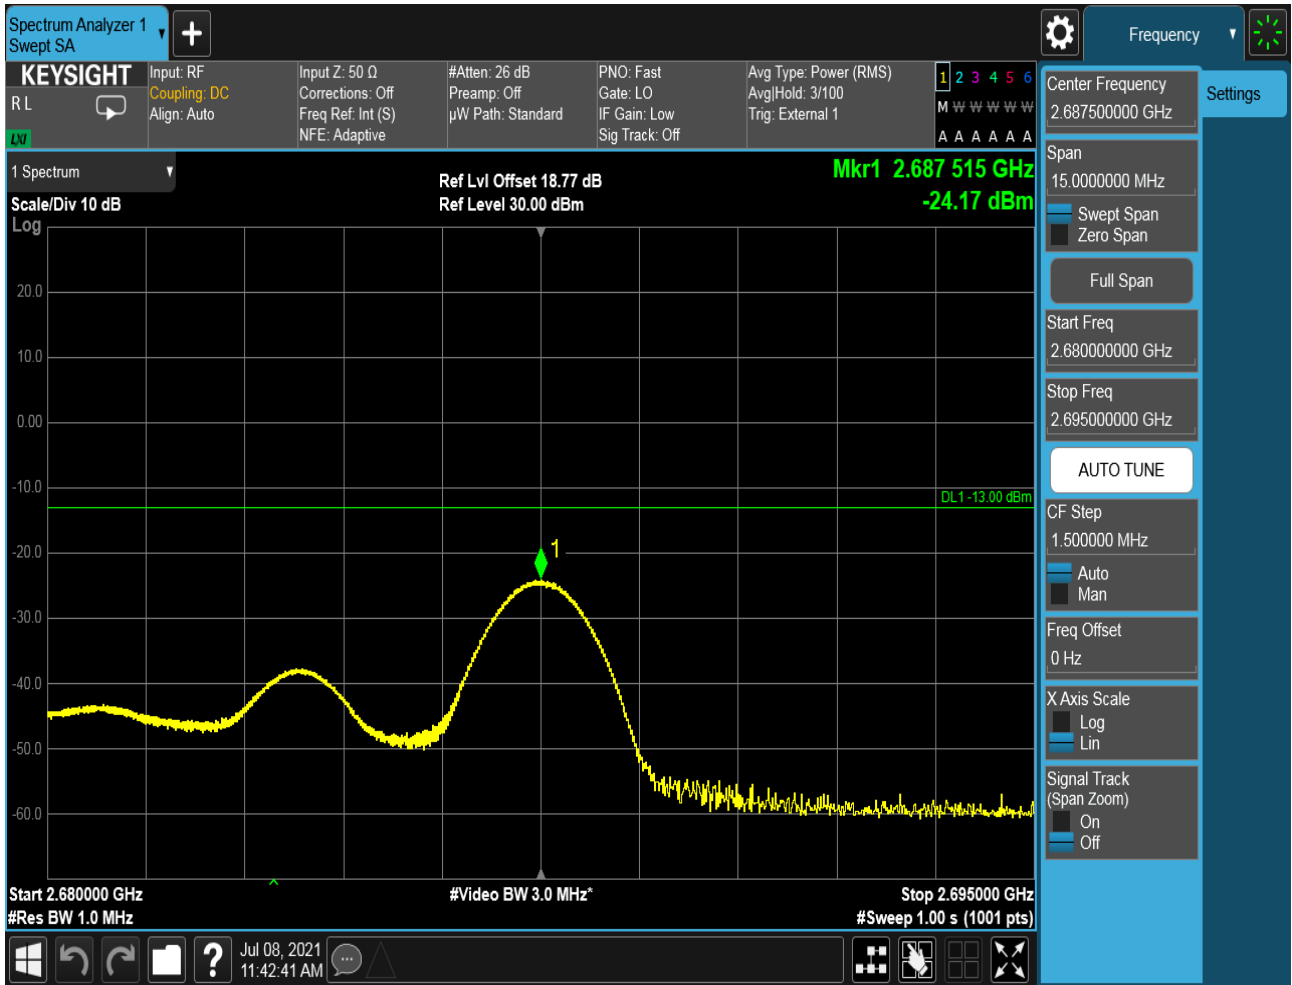 Spectrum Analyzer 1
Swept SA
Frequency
KEYSIGHT
R L
LXI
Input: RF
Coupling: DC
Align: Auto
Input Z: 50 Ω
Corrections: Off
Freq Ref: Int (S)
NFE: Adaptive
#Atten: 26 dB
Preamp: Off
µW Path: Standard
PNO: Fast
Gate: LO
IF Gain: Low
Sig Track: Off
Avg Type: Power (RMS)
Avg|Hold: 3/100
Trig: External 1
1 2 3 4 5 6
M W W W W W
A A A A A A
1 Spectrum
Scale/Div 10 dB
Log
Ref Lvl Offset 18.77 dB
Ref Level 30.00 dBm
Mkr1 2.687 515 GHz
-24.17 dBm
20.0
10.0
0.00
-10.0
-20.0
-30.0
-40.0
-50.0
-60.0
DL1 -13.00 dBm
1
Start 2.680000 GHz
#Res BW 1.0 MHz
#Video BW 3.0 MHz*
Stop 2.695000 GHz
#Sweep 1.00 s (1001 pts)
Jul 08, 2021
11:42:41 AM
?
Center Frequency
2.687500000 GHz
Settings
Span
15.0000000 MHz
Swept Span
Zero Span
Full Span
Start Freq
2.680000000 GHz
Stop Freq
2.695000000 GHz
AUTO TUNE
CF Step
1.500000 MHz
Auto
Man
Freq Offset
0 Hz
X Axis Scale
Log
Lin
Signal Track
(Span Zoom)
On
Off